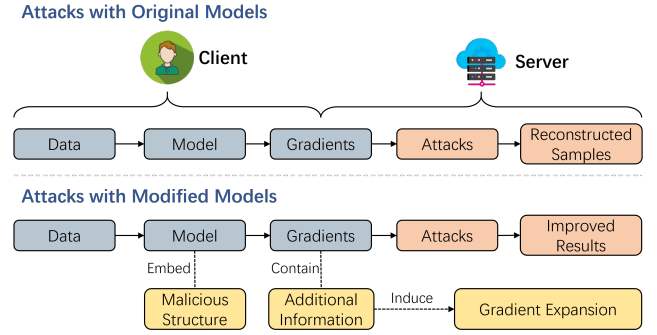 Attacks with Original Models
Client
Server
Data
Model
Gradients
Attacks
Reconstructed
Samples
Attacks with Modified Models
Data
Model
Gradients
Attacks
Improved
Results
Embed
Contain
Malicious
Structure
Additional
Information
Induce
Gradient Expansion